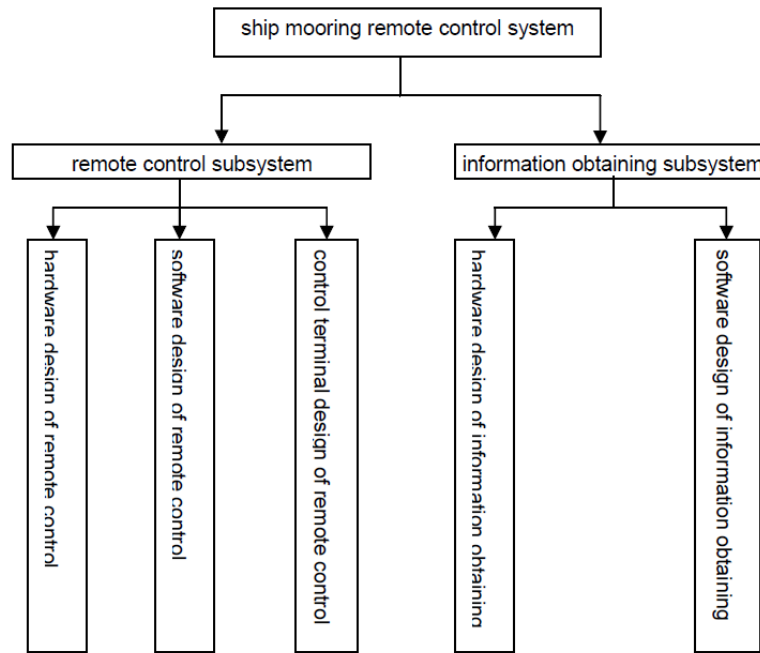 ship mooring remote control system
remote control subsystem
information obtaining subsystem
hardware design of remote control
software design of remote control
control terminal design of remote control
hardware design of information obtaining
software design of information obtaining